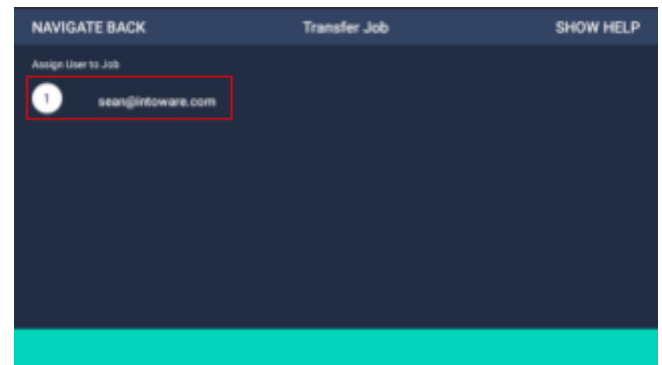 NAVIGATE BACK Transfer Job SHOW HELP
Assign User to Job
1 sean@intoware.com